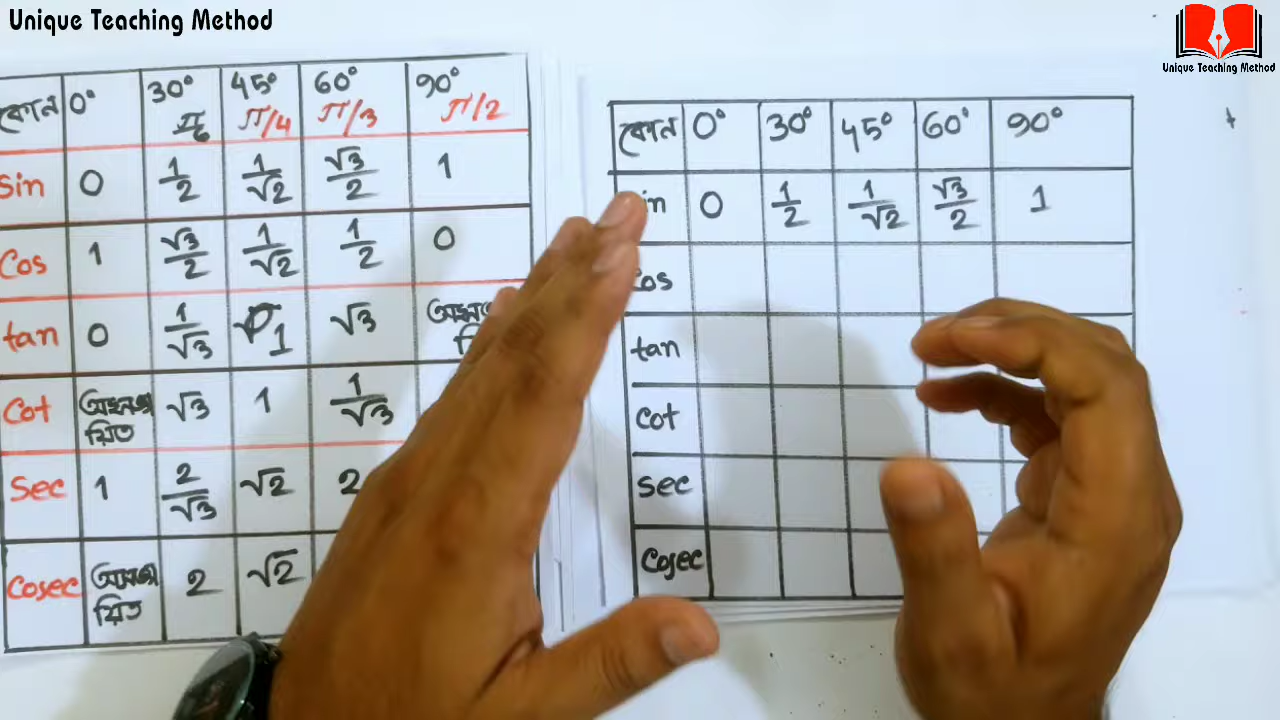 Unique Teaching Method
Unique Teaching Method
কোন 0° 30° 45° 60° 90°
π/6 π/4 π/3 π/2
Sin 0 1/2 1/√2 √3/2 1
Cos 1 √3/2 1/√2 1/2 0
tan 0 1/√3 1 √3
Cot অসংজ্ঞায়িত √3 1 1/√3
Sec 1 2/√3 √2 2
Cosec অসংজ্ঞায়িত 2 √2
কোন 0° 30° 45° 60° 90°
0 1/2 1/√2 √3/2 1
cos
tan
cot
sec
Cosec